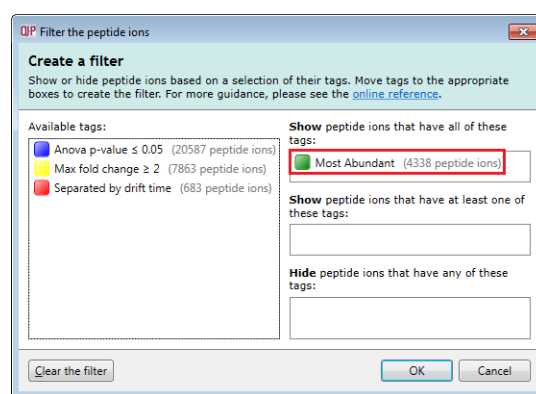 QIP Filter the peptide ions
Create a filter
Show or hide peptide ions based on a selection of their tags. Move tags to the appropriate
boxes to create the filter. For more guidance, please see the online reference.
Available tags:
Anova p-value ≤ 0.05 (20587 peptide ions)
Max fold change ≥ 2 (7863 peptide ions)
Separated by drift time (683 peptide ions)
Show peptide ions that have all of these
tags:
Most Abundant (4338 peptide ions)
Show peptide ions that have at least one of
these tags:
Hide peptide ions that have any of these
tags:
Clear the filter
OK
Cancel